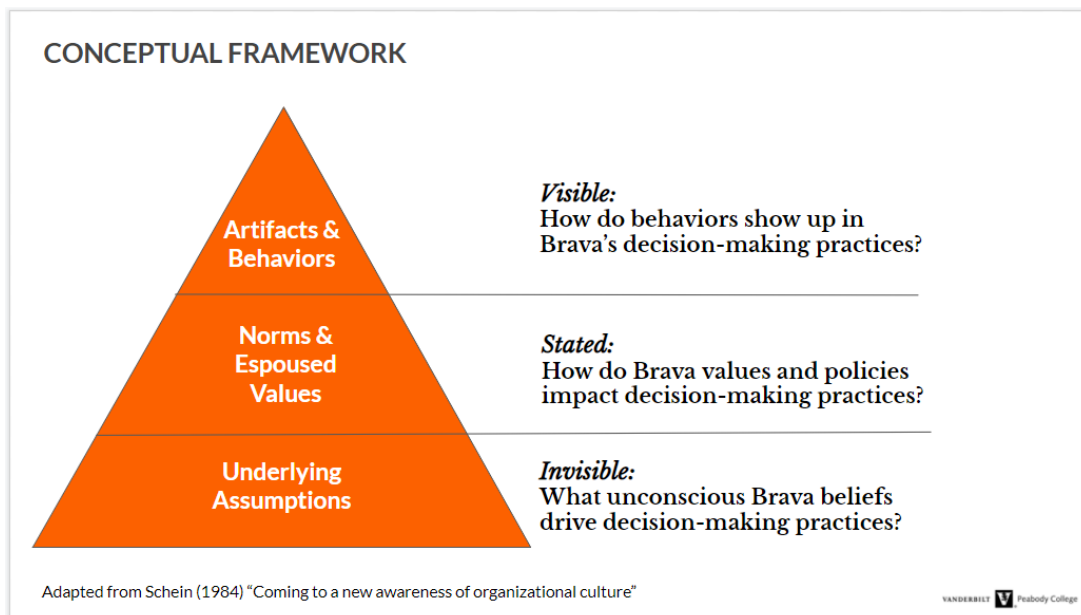 CONCEPTUAL FRAMEWORK
Artifacts &
Behaviors
Visible:
How do behaviors show up in
Brava’s decision-making practices?
Norms &
Espoused
Values
Stated:
How do Brava values and policies
impact decision-making practices?
Underlying
Assumptions
Invisible:
What unconscious Brava beliefs
drive decision-making practices?
Adapted from Schein (1984) “Coming to a new awareness of organizational culture”
VANDERBILT V Peabody College